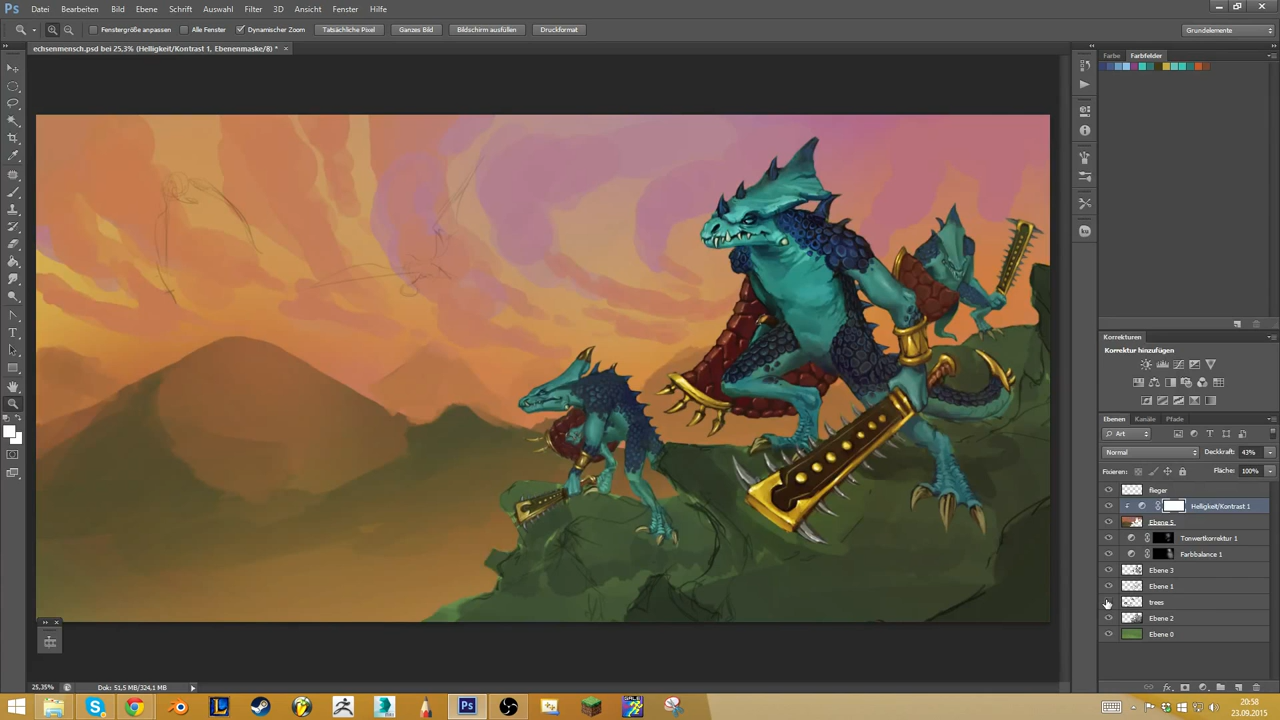 Ps Datei Bearbeiten Bild Ebene Schrift Auswahl Filter 3D Ansicht Fenster Hilfe
Fenstergröße anpassen Alle Fenster Dynamischer Zoom Tatsächliche Pixel Ganzes Bild Bildschirm ausfüllen Druckformat Grundelemente
echsenmensch.psd bei 25,3% (Helligkeit/Kontrast 1, Ebenenmaske/8) * ×
Farbe Farbfelder
Korrekturen
Korrektur hinzufügen
Ebenen Kanäle Pfade
Art
Normal Deckkraft: 43%
Fixieren: Fläche: 100%
flieger
Helligkeit/Kontrast 1
Ebene 5
Tonwertkorrektur 1
Farbbalance 1
Ebene 3
Ebene 1
trees
Ebene 2
Ebene 0
25,35% Dok: 51,5 MB/324,1 MB
20:58
23.09.2015